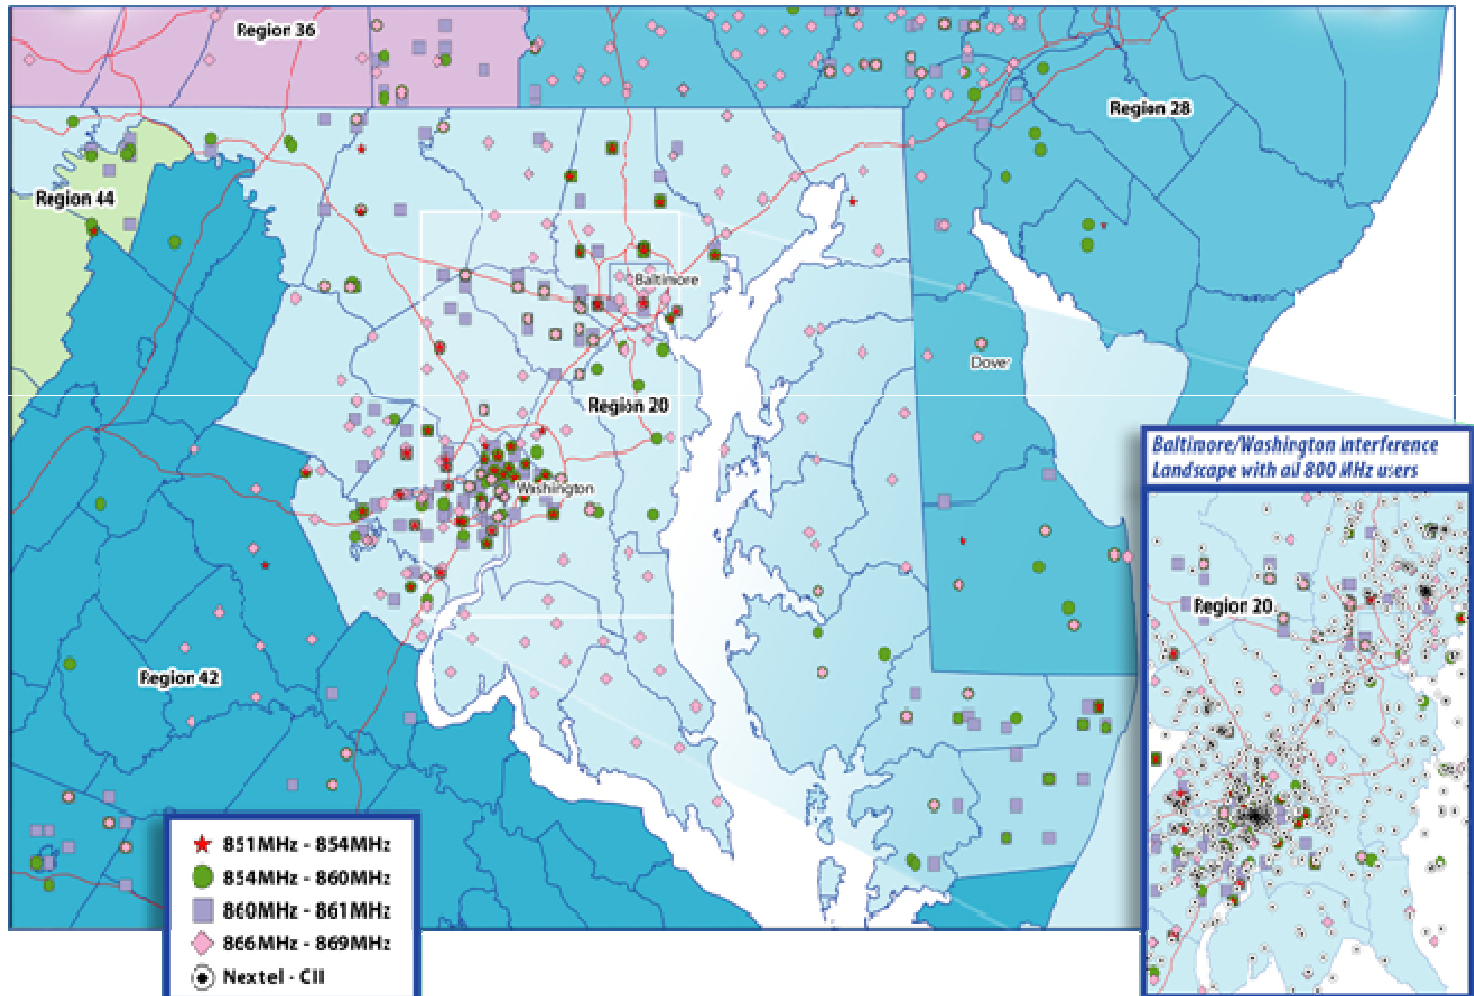 Region 36
Region 28
Region 44
Baltimore
Dover
Region 20
Washington
Region 42
Baltimore/Washington interference
Landscape with all 800 MHz users
Region 20
851MHz - 854MHz
854MHz - 860MHz
860MHz - 861MHz
866MHz - 869MHz
Nextel - CII